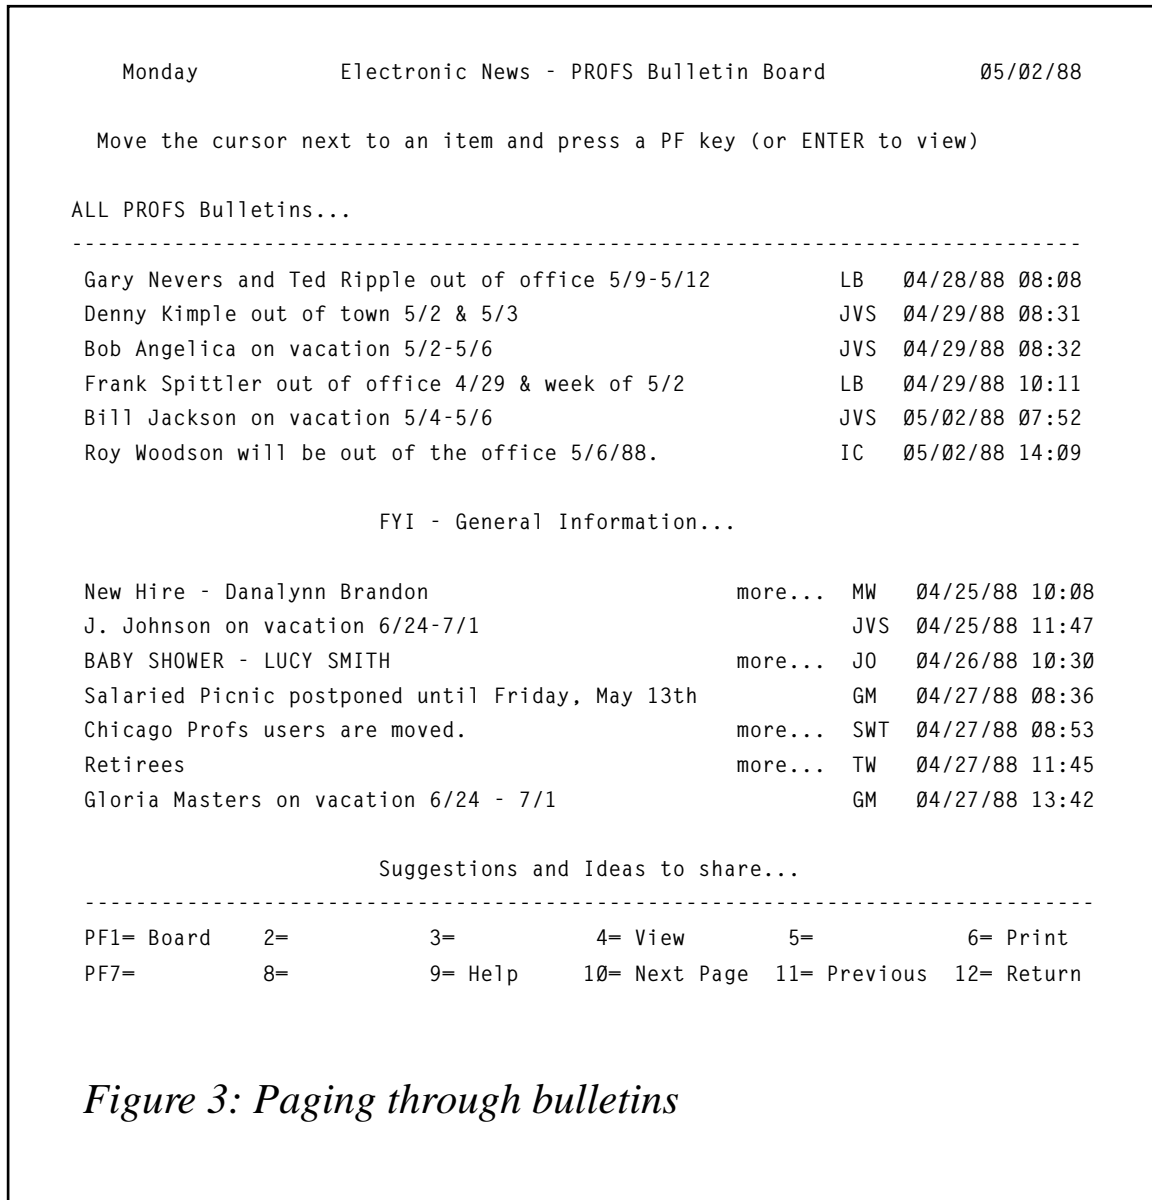 Monday Electronic News - PROFS Bulletin Board Ø5/Ø2/88
Move the cursor next to an item and press a PF key (or ENTER to view)
ALL PROFS Bulletins...
-------------------------------------------------------------------------------
Gary Nevers and Ted Ripple out of office 5/9-5/12 LB Ø4/28/88 Ø8:Ø8
Denny Kimple out of town 5/2 & 5/3 JVS Ø4/29/88 Ø8:31
Bob Angelica on vacation 5/2-5/6 JVS Ø4/29/88 Ø8:32
Frank Spittler out of office 4/29 & week of 5/2 LB Ø4/29/88 1Ø:11
Bill Jackson on vacation 5/4-5/6 JVS Ø5/Ø2/88 Ø7:52
Roy Woodson will be out of the office 5/6/88. IC Ø5/Ø2/88 14:Ø9
FYI - General Information...
New Hire - Danalynn Brandon more... MW Ø4/25/88 1Ø:Ø8
J. Johnson on vacation 6/24-7/1 JVS Ø4/25/88 11:47
BABY SHOWER - LUCY SMITH more... JO Ø4/26/88 1Ø:3Ø
Salaried Picnic postponed until Friday, May 13th GM Ø4/27/88 Ø8:36
Chicago Profs users are moved. more... SWT Ø4/27/88 Ø8:53
Retirees more... TW Ø4/27/88 11:45
Gloria Masters on vacation 6/24 - 7/1 GM Ø4/27/88 13:42
Suggestions and Ideas to share...
-------------------------------------------------------------------------------
PF1= Board 2= 3= 4= View 5= 6= Print
PF7= 8= 9= Help 1Ø= Next Page 11= Previous 12= Return
Figure 3: Paging through bulletins